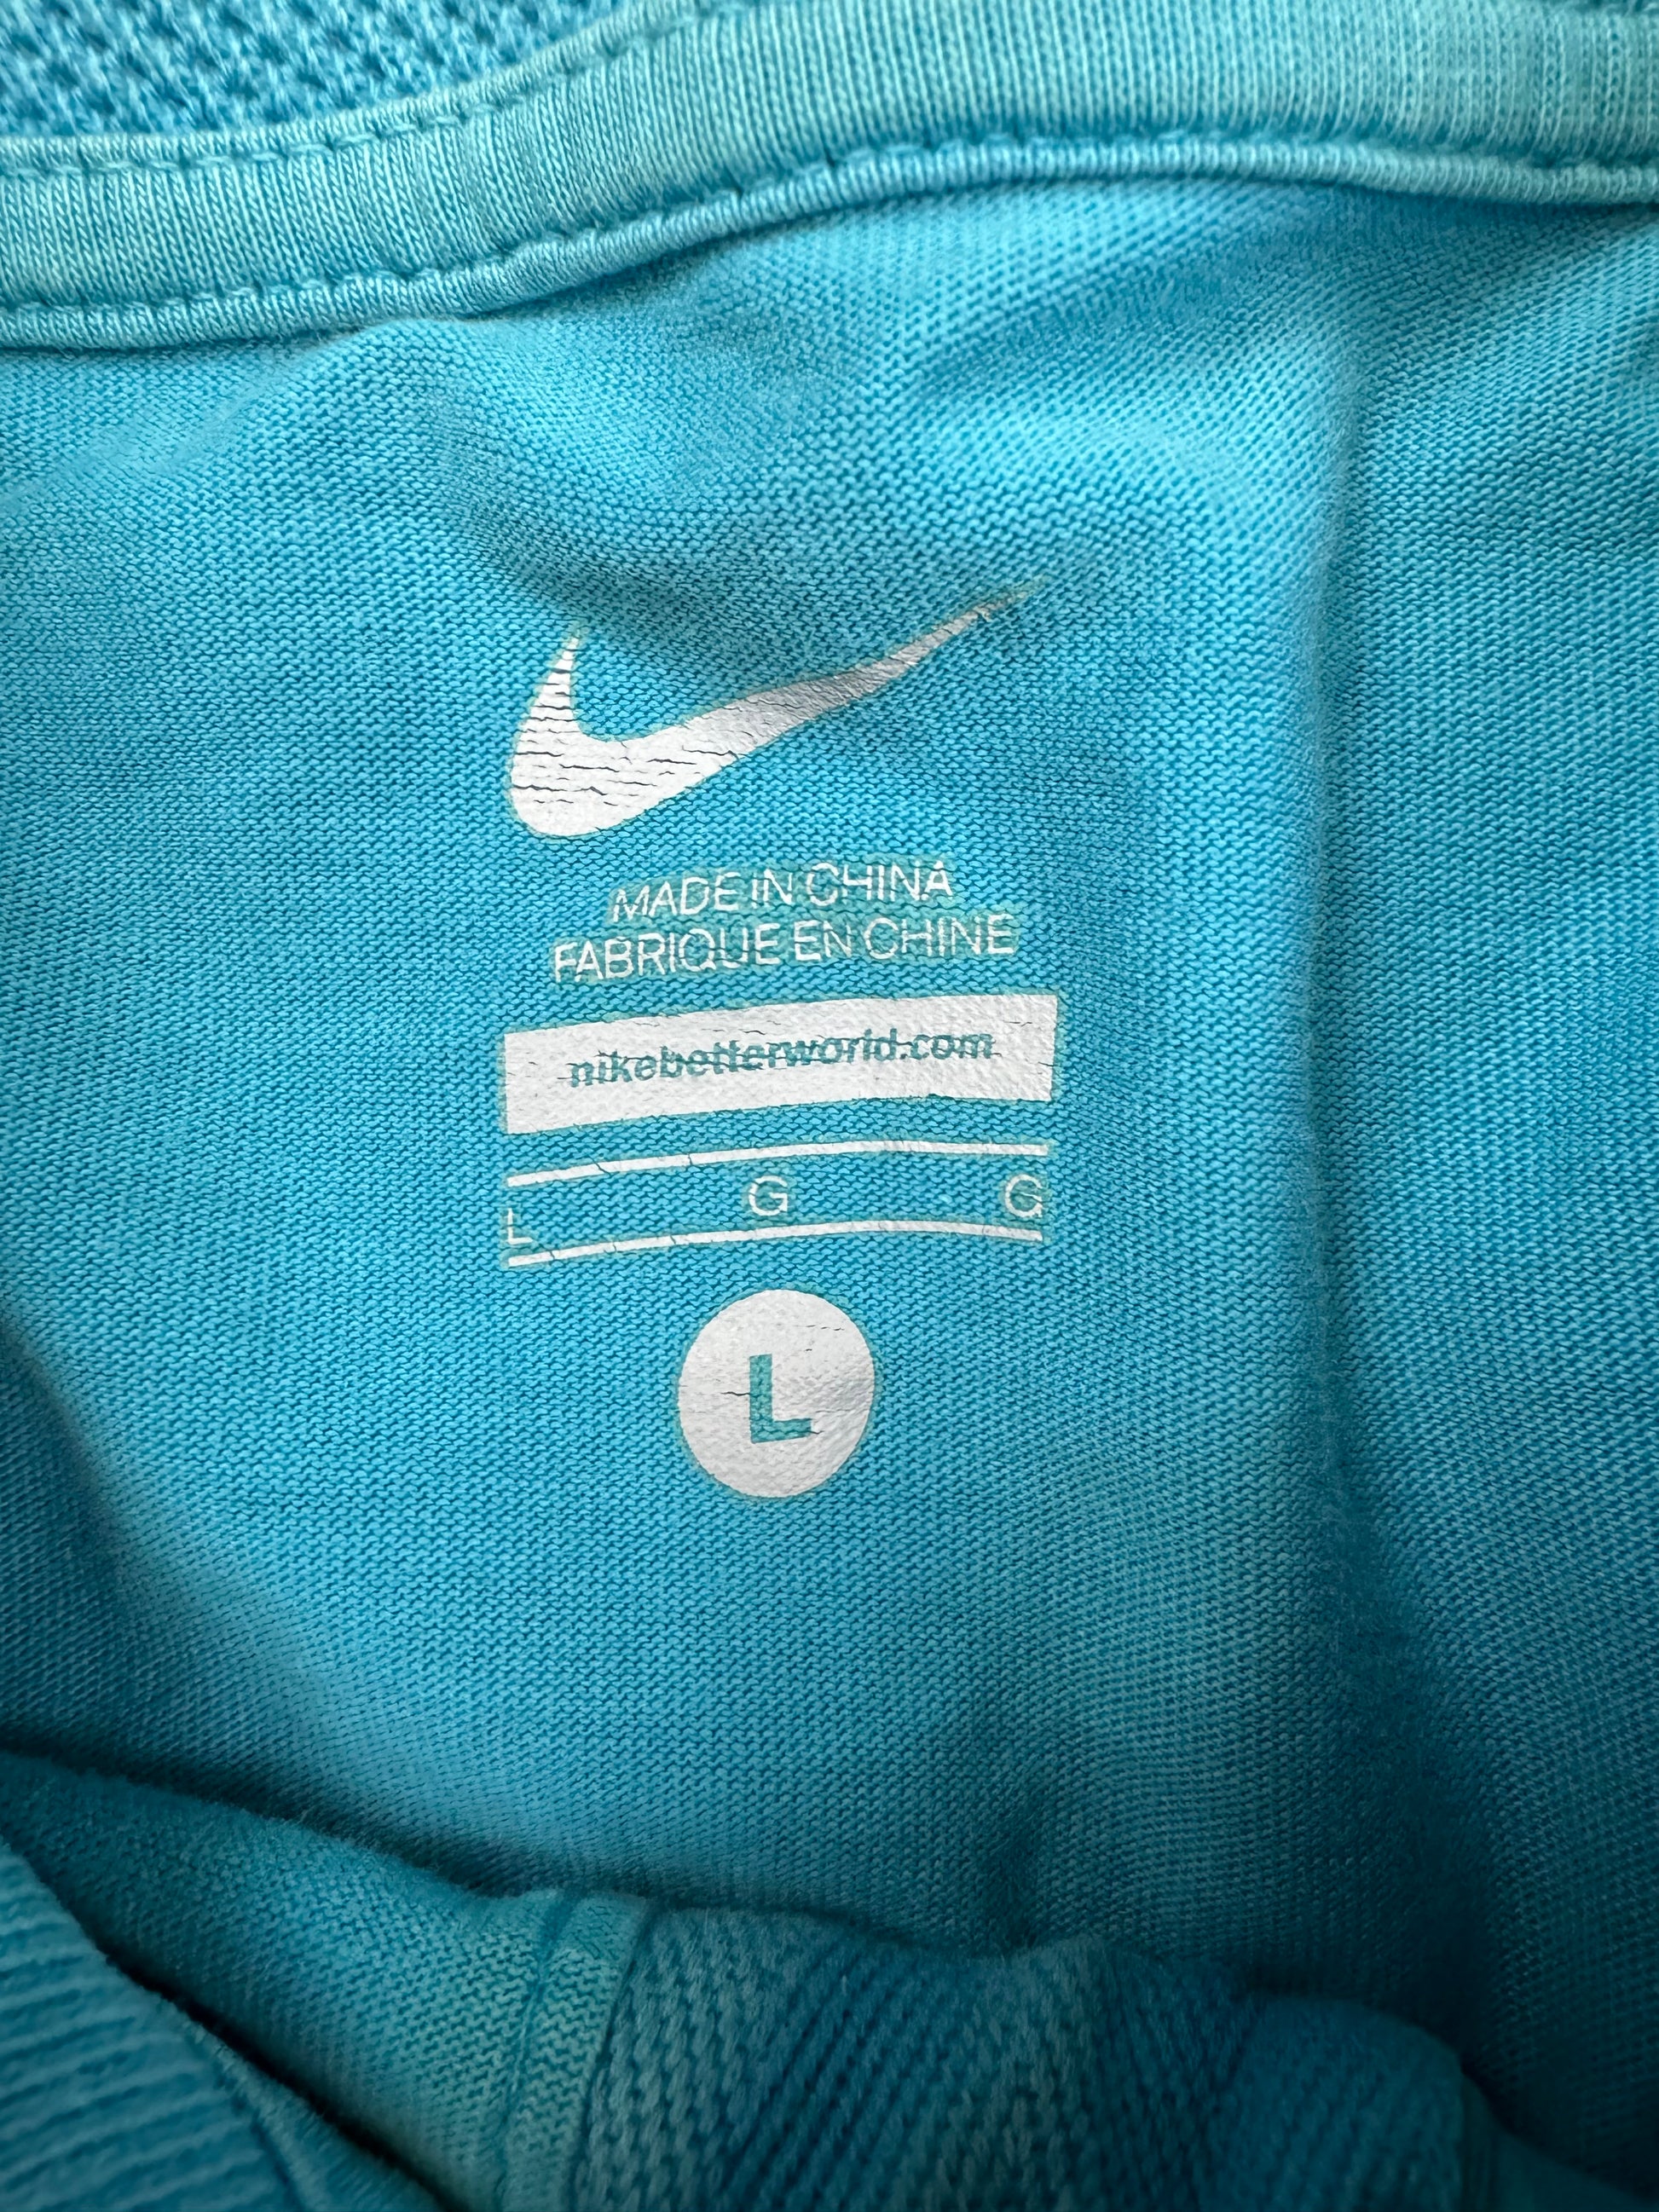 MADE IN CHINA
FABRIQUE EN CHINE
nikebetterworld.com
L G G
L